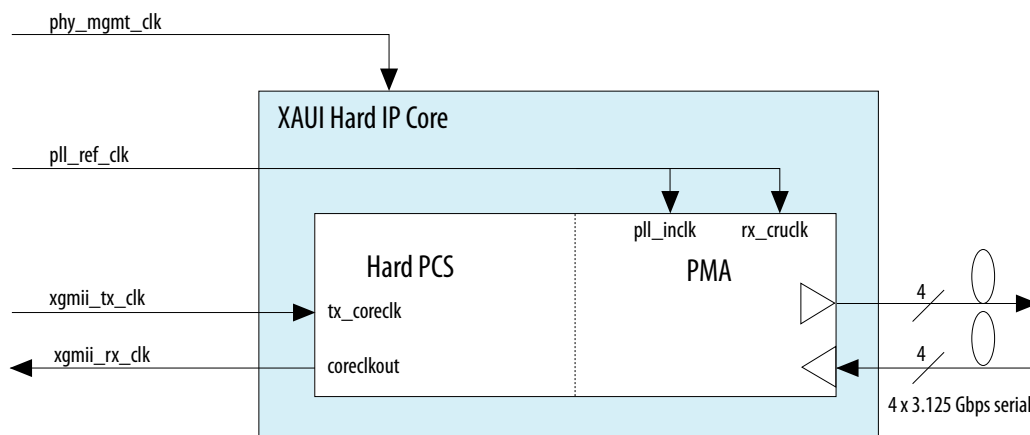 phy_mgmt_clk
XAUI Hard IP Core
pll_ref_clk
pll_inclk
rx_cruclk
Hard PCS
PMA
xgmii_tx_clk
tx_coreclk
4
xgmii_rx_clk
coreclkout
4
4 x 3.125 Gbps serial